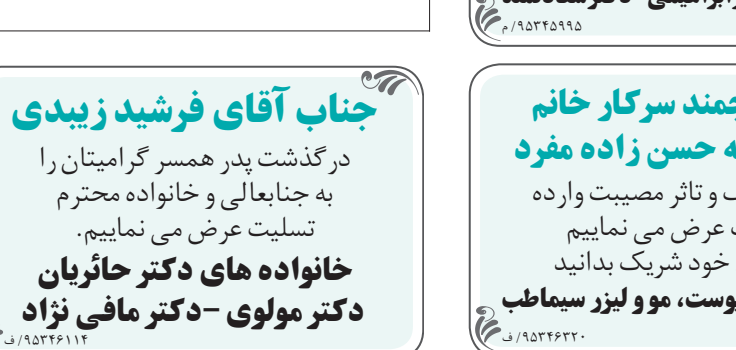 ۹۵۳۴۵۹۹۵/ م
جمند سرکار خانم
ه حسن زاده مفرد
ف و تاثر مصیبت وارده
ت عرض می نماییم
خود شریک بدانید
پوست، مو و لیزر سیماطب
۹۵۳۴۶۳۲۰/ ف
جناب آقای فرشید زبیدی
درگذشت پدر همسر گرامیتان را
به جنابعالی و خانواده محترم
تسلیت عرض می نماییم.
خانواده های دکتر حائریان
دکتر مولوی -دکتر مافی نژاد
۹۵۳۴۶۱۱۴/ ف